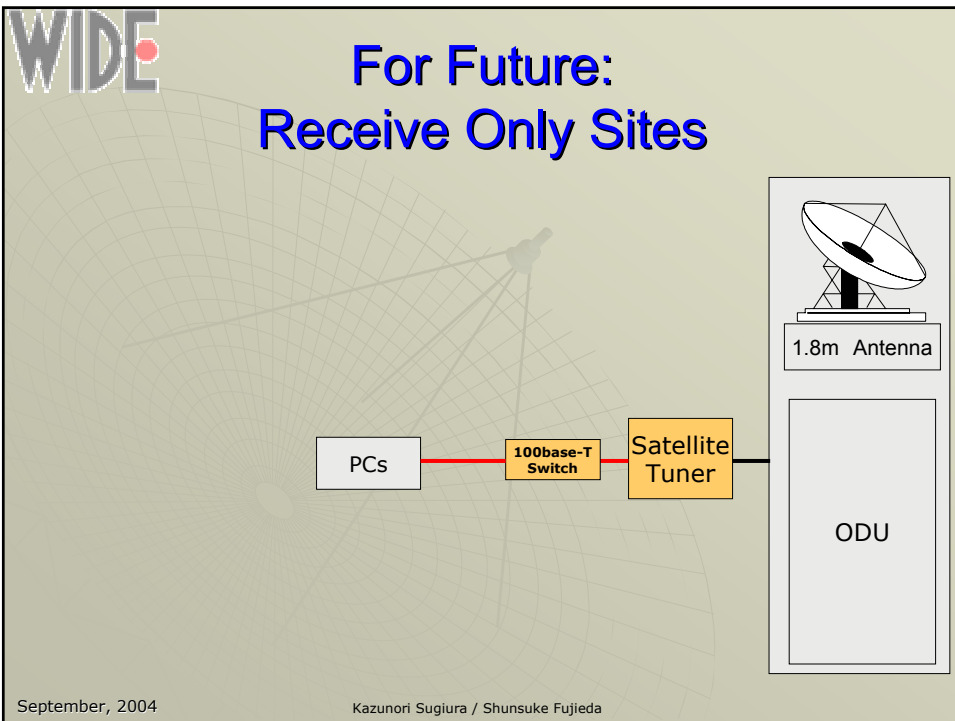 WIDE
For Future:
Receive Only Sites
1.8m Antenna
PCs
100base-T
Switch
Satellite
Tuner
ODU
September, 2004
Kazunori Sugiura / Shunsuke Fujieda